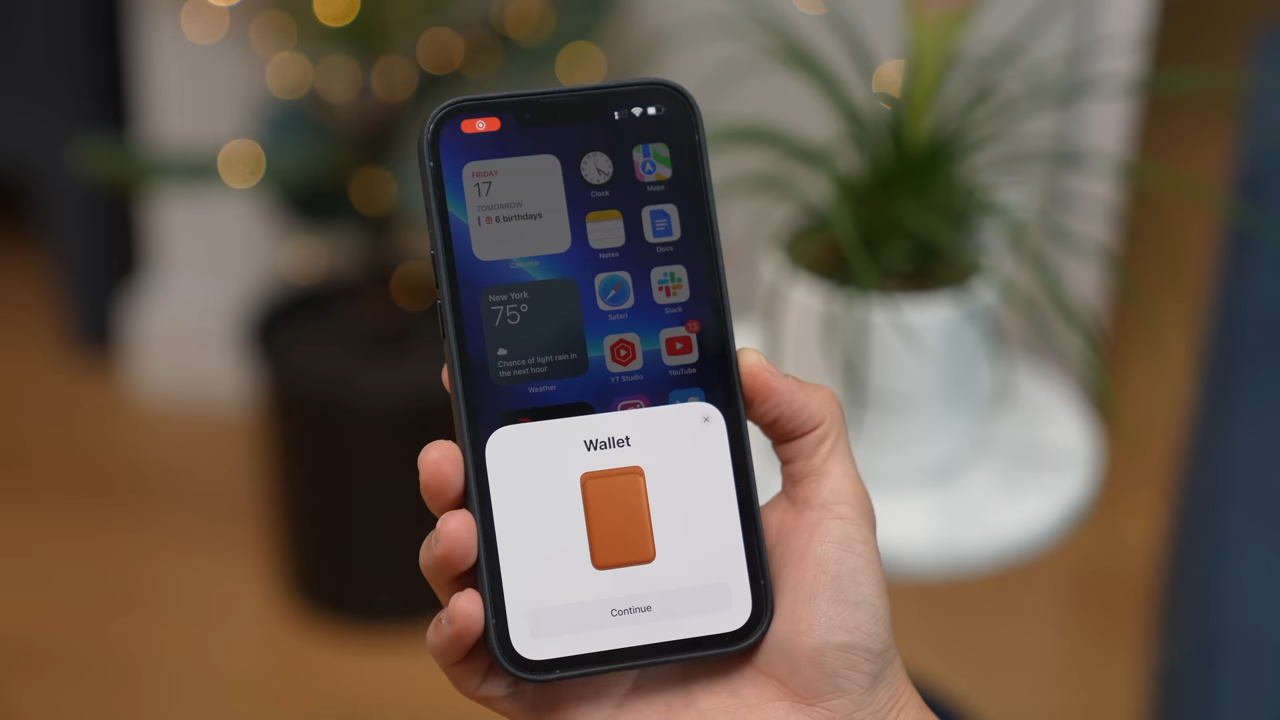 FRIDAY
17
TOMORROW
6 birthdays
Calendar
Clock
Maps
Notes
Docs
New York
75°
Chance of light rain in
the next hour
Weather
Safari
Slack
YT Studio
13
YouTube
Wallet
Continue